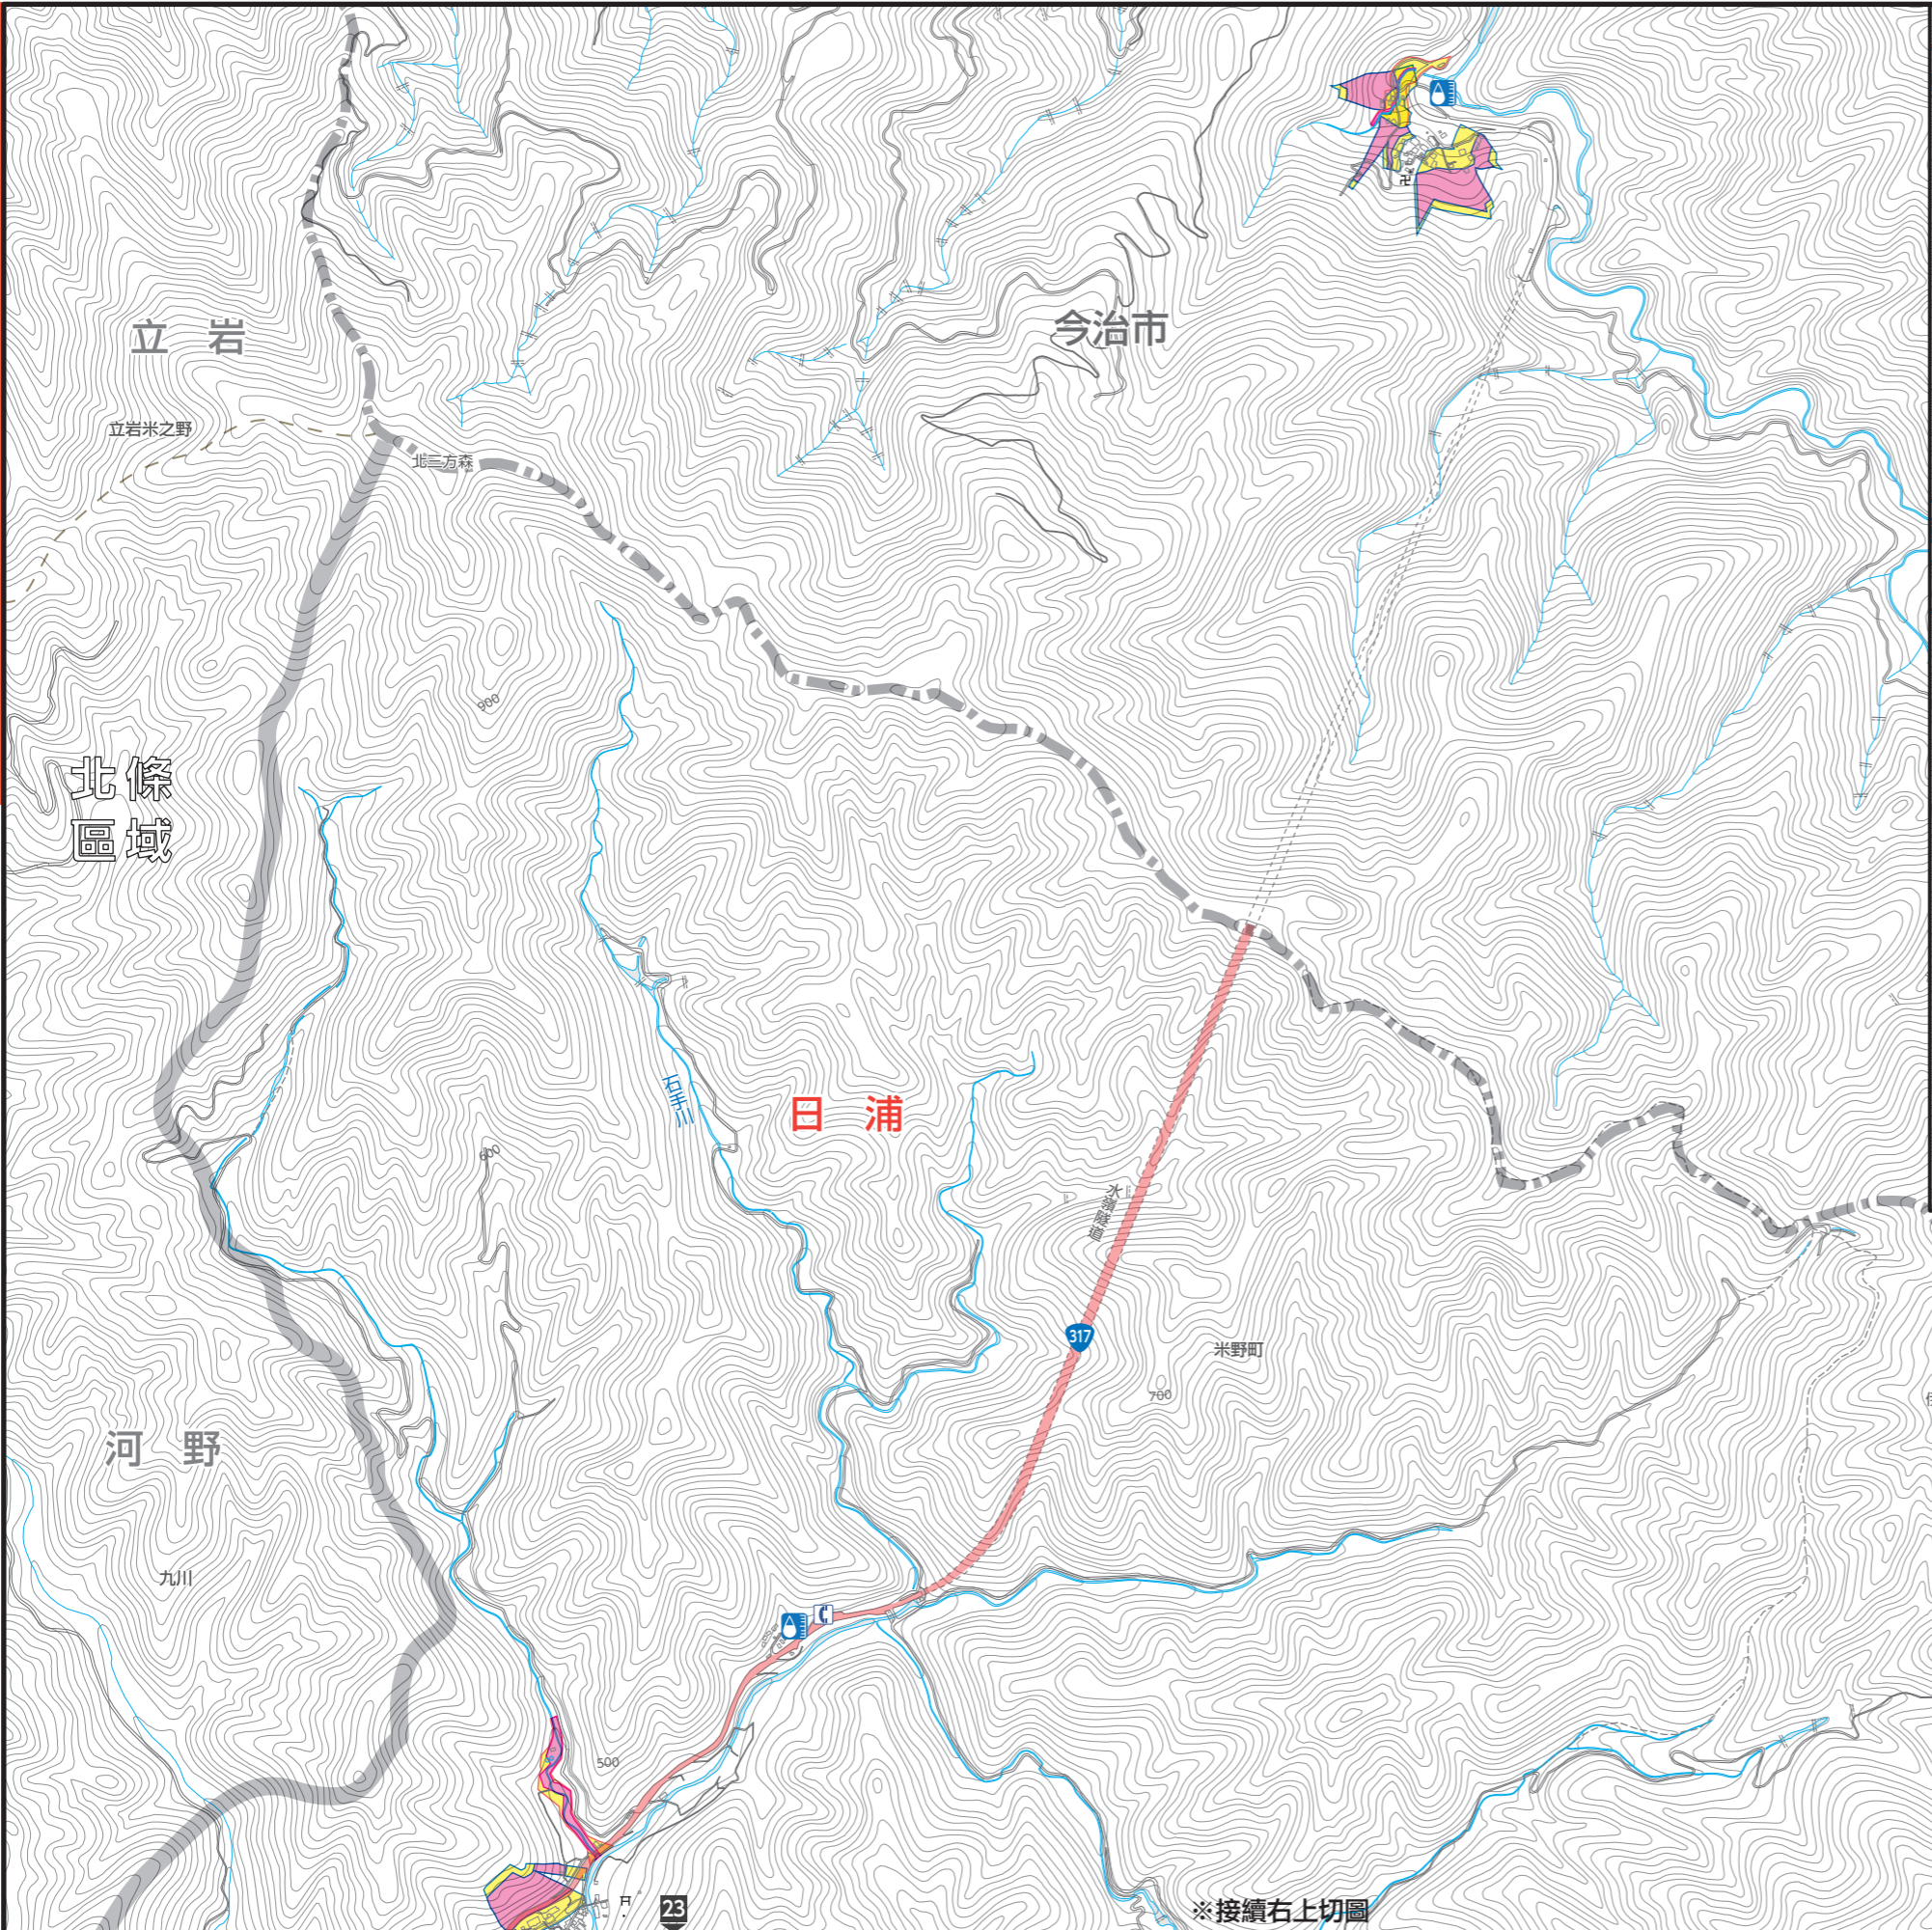 立岩
今治市
立岩米之野
北三方森
900
北條
區域
石手川
日浦
600
水嶺隧道
317
米野町
700
河野
九川
500
23
※接續右上切圖